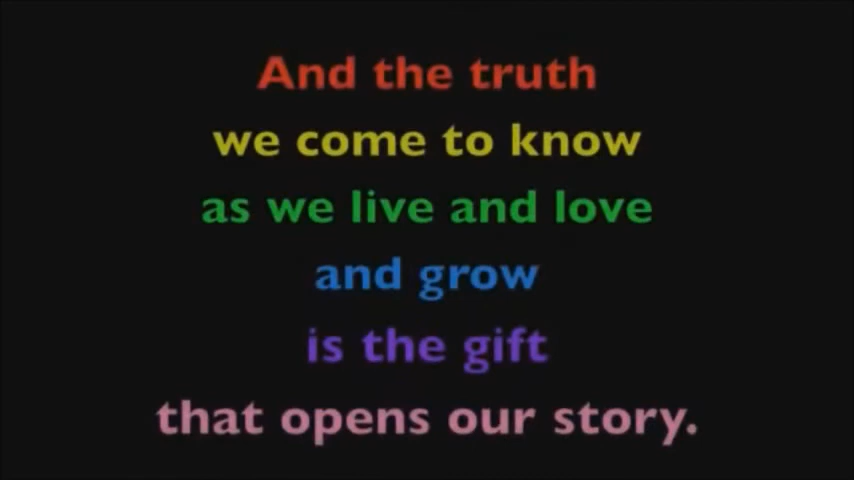 And the truth
we come to know
as we live and love
and grow
is the gift
that opens our story.